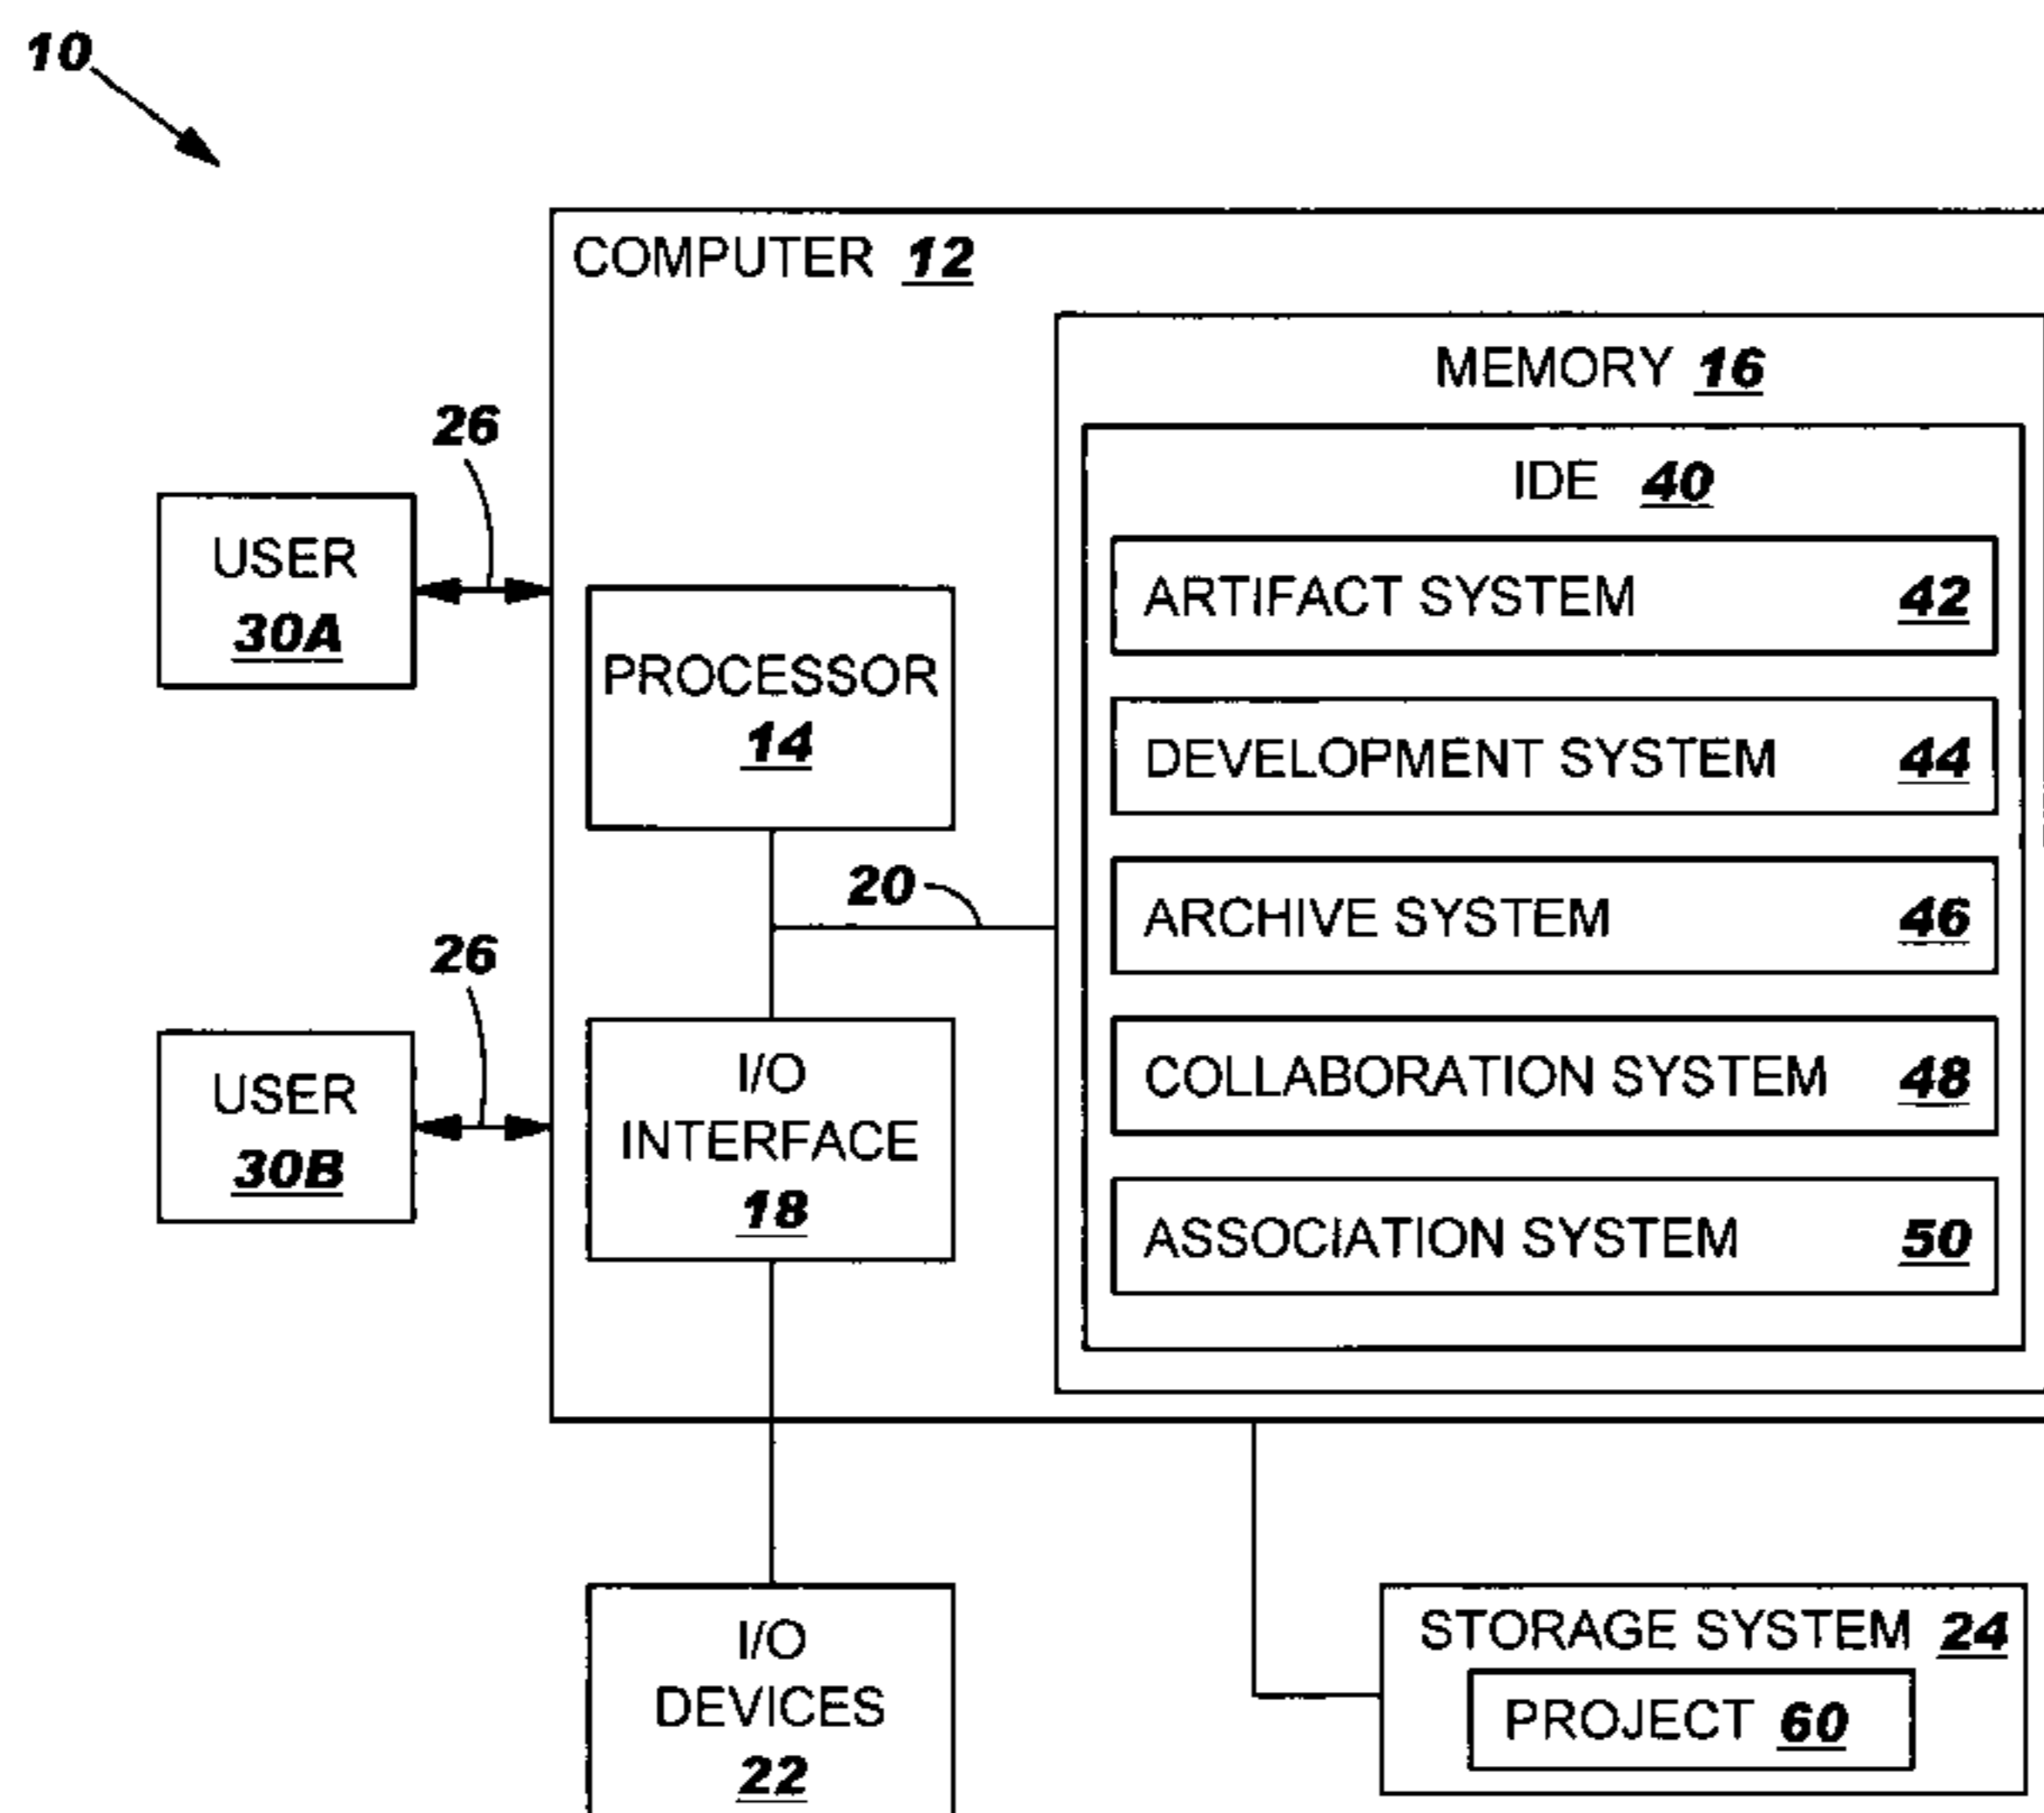 10
COMPUTER 12
MEMORY 16
26
IDE 40
USER
30A
ARTIFACT SYSTEM 42
PROCESSOR
14
DEVELOPMENT SYSTEM 44
20
ARCHIVE SYSTEM 46
26
USER
30B
I/O
INTERFACE
18
COLLABORATION SYSTEM 48
ASSOCIATION SYSTEM 50
I/O
DEVICES
22
STORAGE SYSTEM 24
PROJECT 60